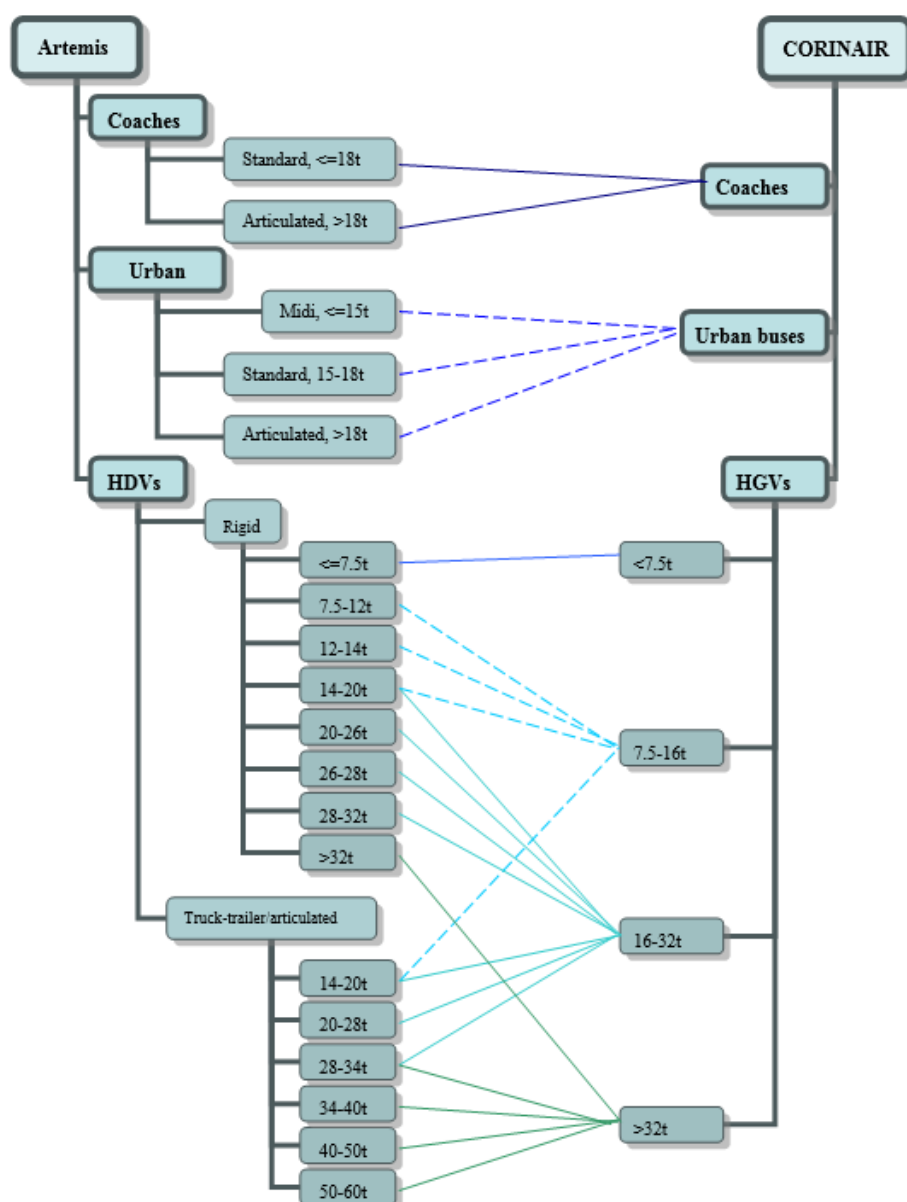 Artemis
CORINAIR
Coaches
Standard, <=18t
Coaches
Articulated, >18t
Urban
Midi, <=15t
Urban buses
Standard, 15-18t
Articulated, >18t
HDVs
HGVs
Rigid
<=7.5t
<7.5t
7.5-12t
12-14t
14-20t
20-26t
7.5-16t
26-28t
28-32t
>32t
Truck-trailer/articulated
16-32t
14-20t
20-28t
28-34t
34-40t
>32t
40-50t
50-60t